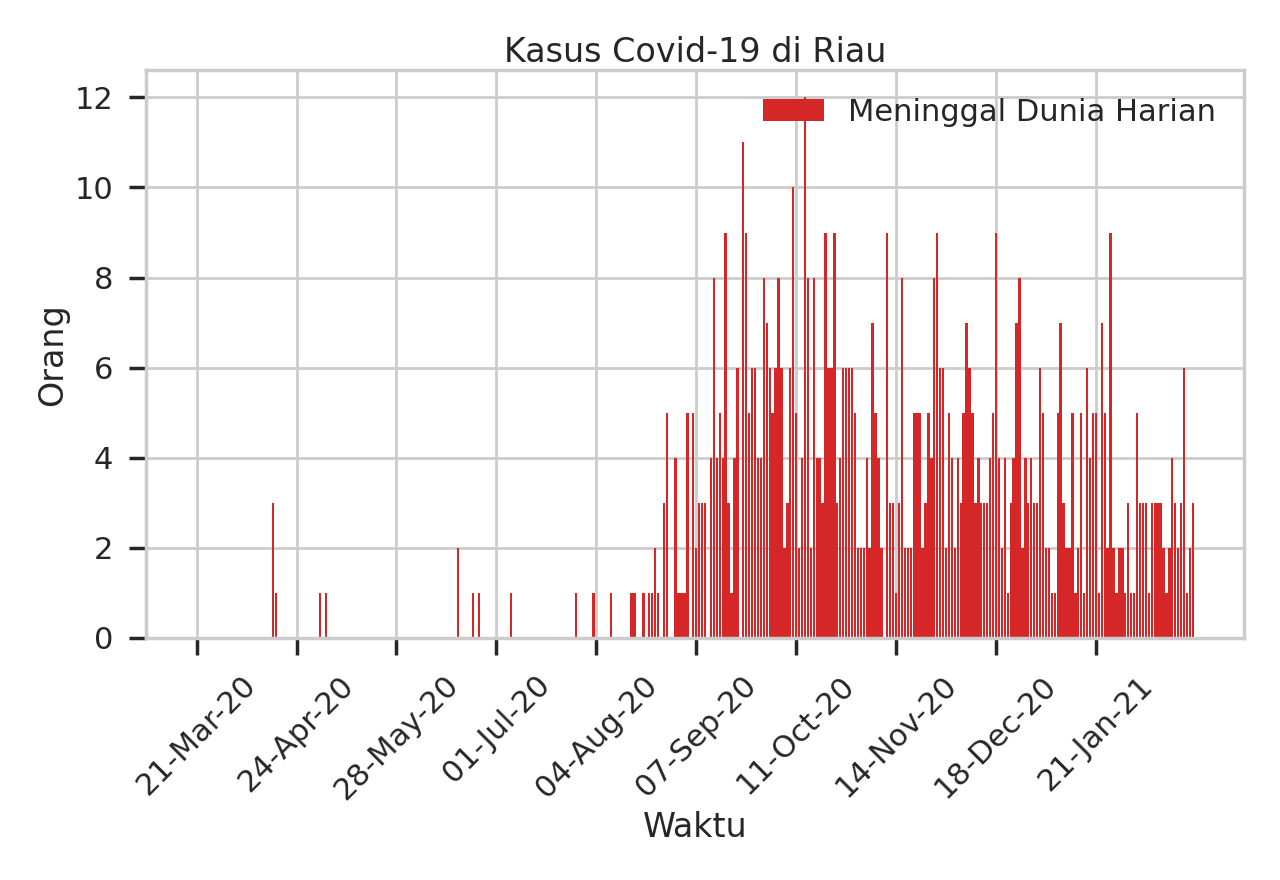 Kasus Covid-19 di Riau
Meninggal Dunia Harian
Orang
12
10
8
6
4
2
0
21-Mar-20
24-Apr-20
28-May-20
01-Jul-20
04-Aug-20
07-Sep-20
11-Oct-20
14-Nov-20
18-Dec-20
21-Jan-21
Waktu